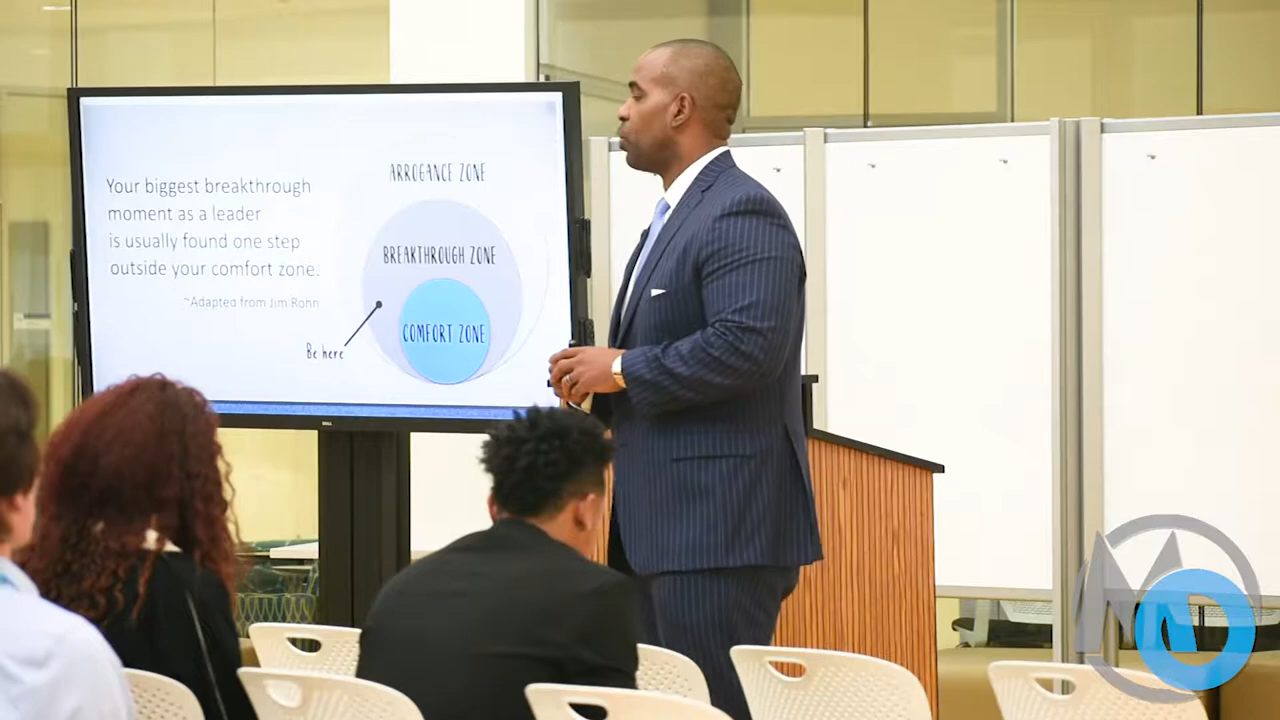 Your biggest breakthrough
moment as a leader
is usually found one step
outside your comfort zone.
~Adapted from Jim Rohn
ARROGANCE ZONE
BREAKTHROUGH ZONE
COMFORT ZONE
Be here
DELL